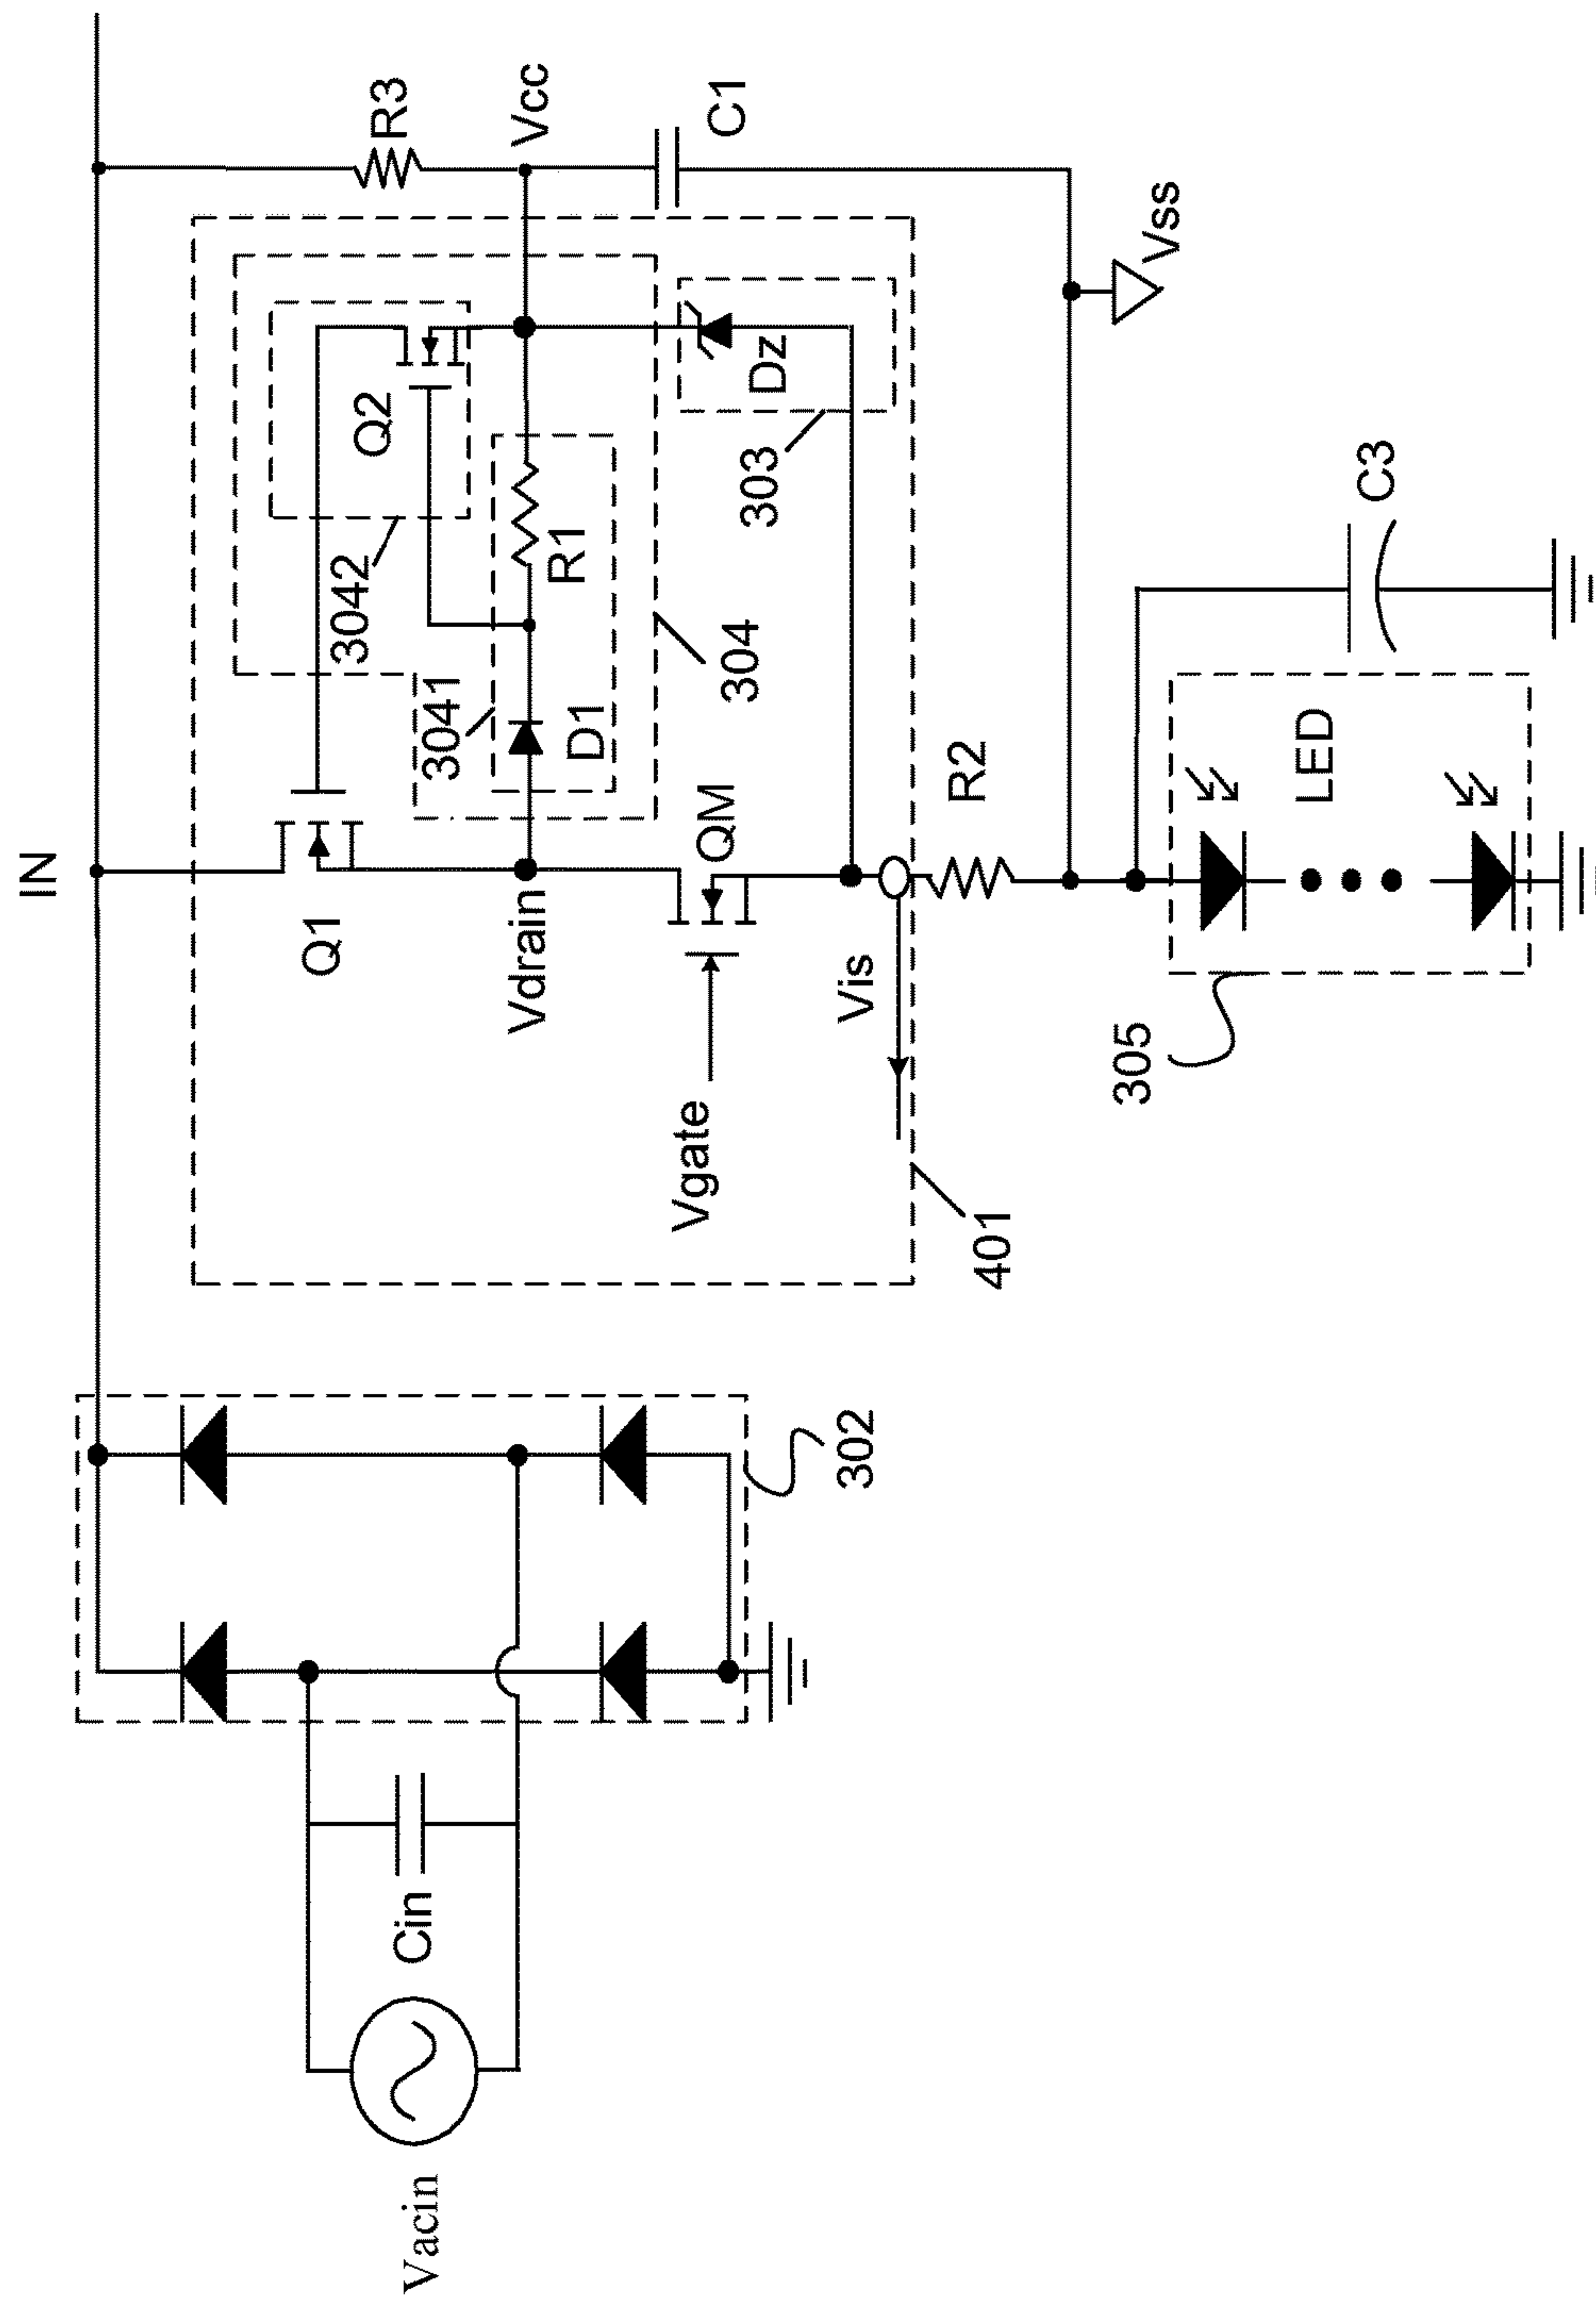 Vacin
Cin
302
IN
Q1
Vdrain
Vgate
QM
Vis
401
3041
D1
R1
3042
Q2
304
303
Dz
R3
Vcc
C1
Vss
R2
305
LED
C3